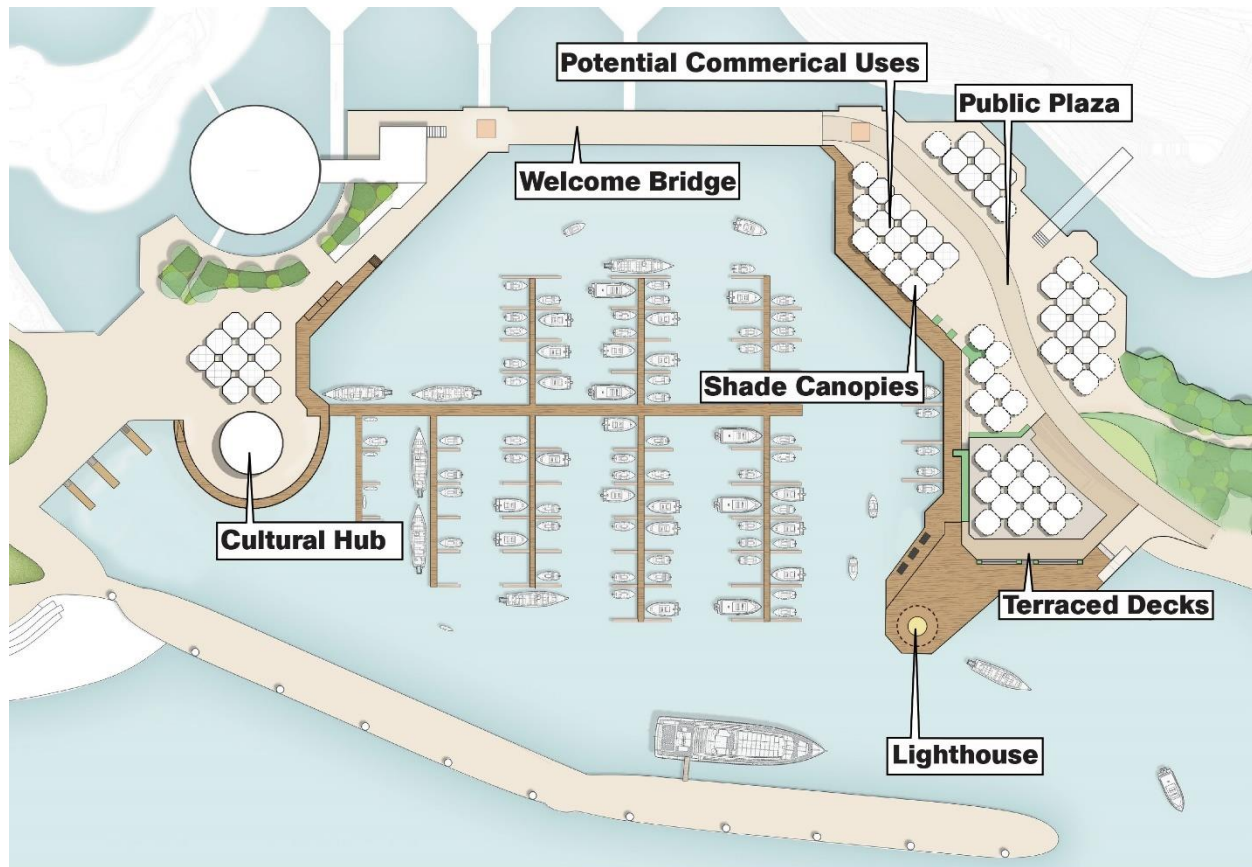 Potential Commerical Uses
Public Plaza
Welcome Bridge
Shade Canopies
Cultural Hub
Terraced Decks
Lighthouse